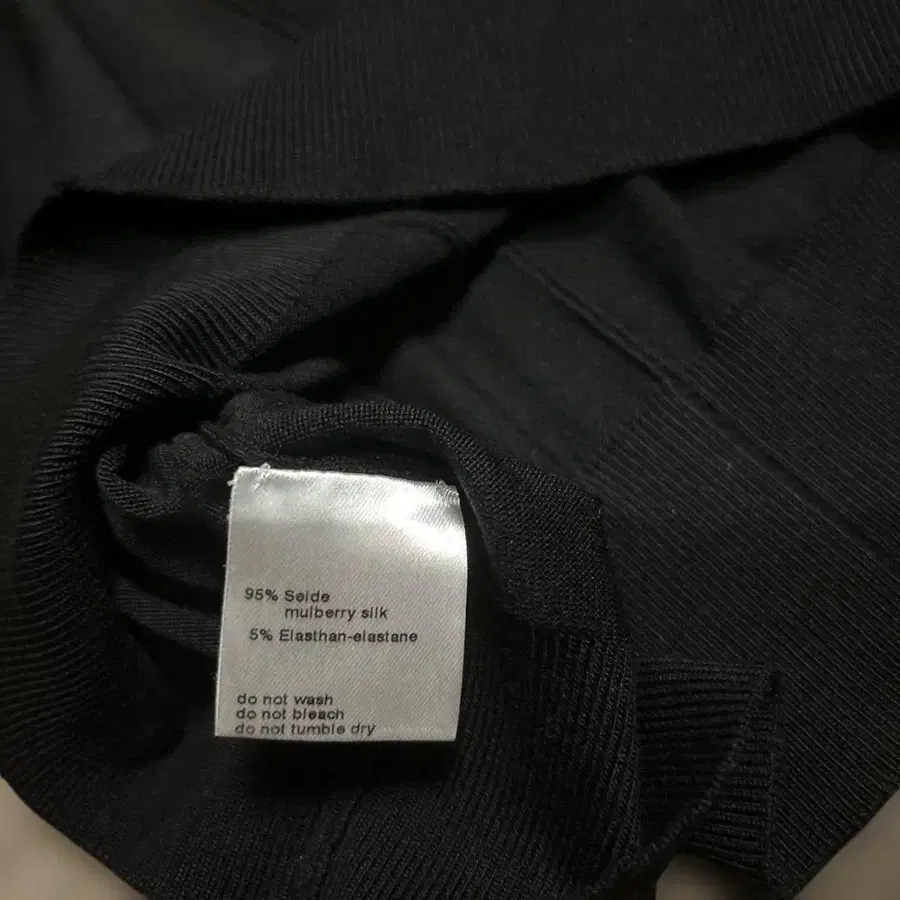 95% Seide
mulberry silk
5% Elasthan-elastane
do not wash
do not bleach
do not tumble dry